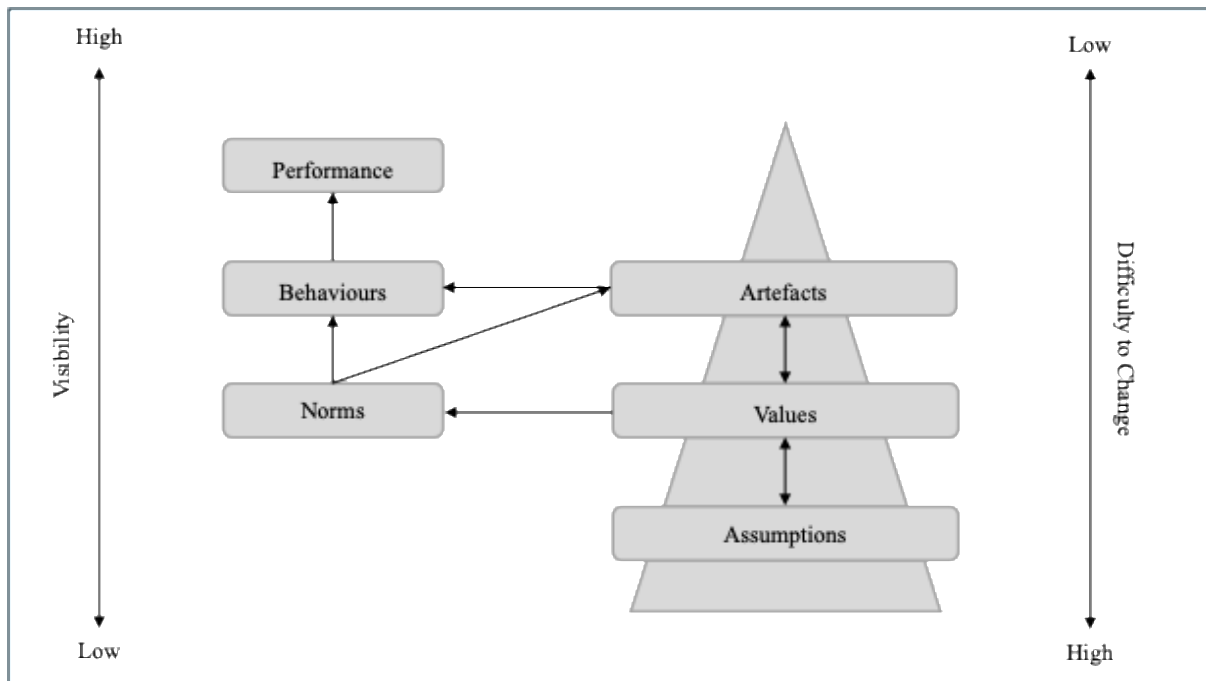 High
Low
Performance
Behaviours
Artefacts
Visibility
Difficulty to Change
Norms
Values
Assumptions
Low
High